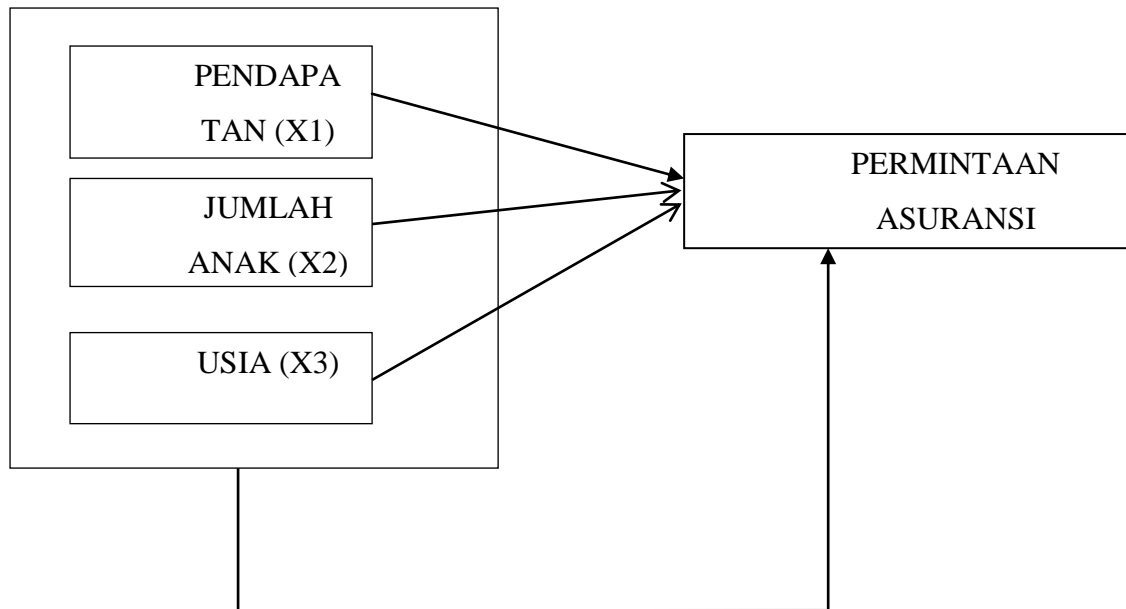 PENDAPA
TAN (X1)
JUMLAH
ANAK (X2)
USIA (X3)
PERMINTAAN
ASURANSI